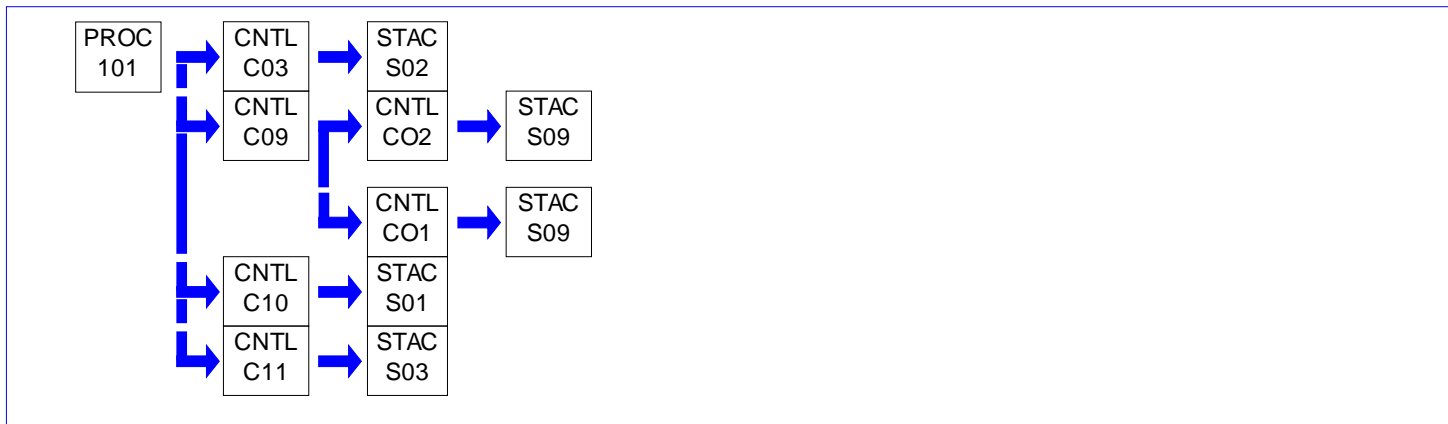 PROC
101
CNTL
C03
STAC
S02
CNTL
C09
CNTL
CO2
STAC
S09
CNTL
CO1
STAC
S09
CNTL
C10
STAC
S01
CNTL
C11
STAC
S03